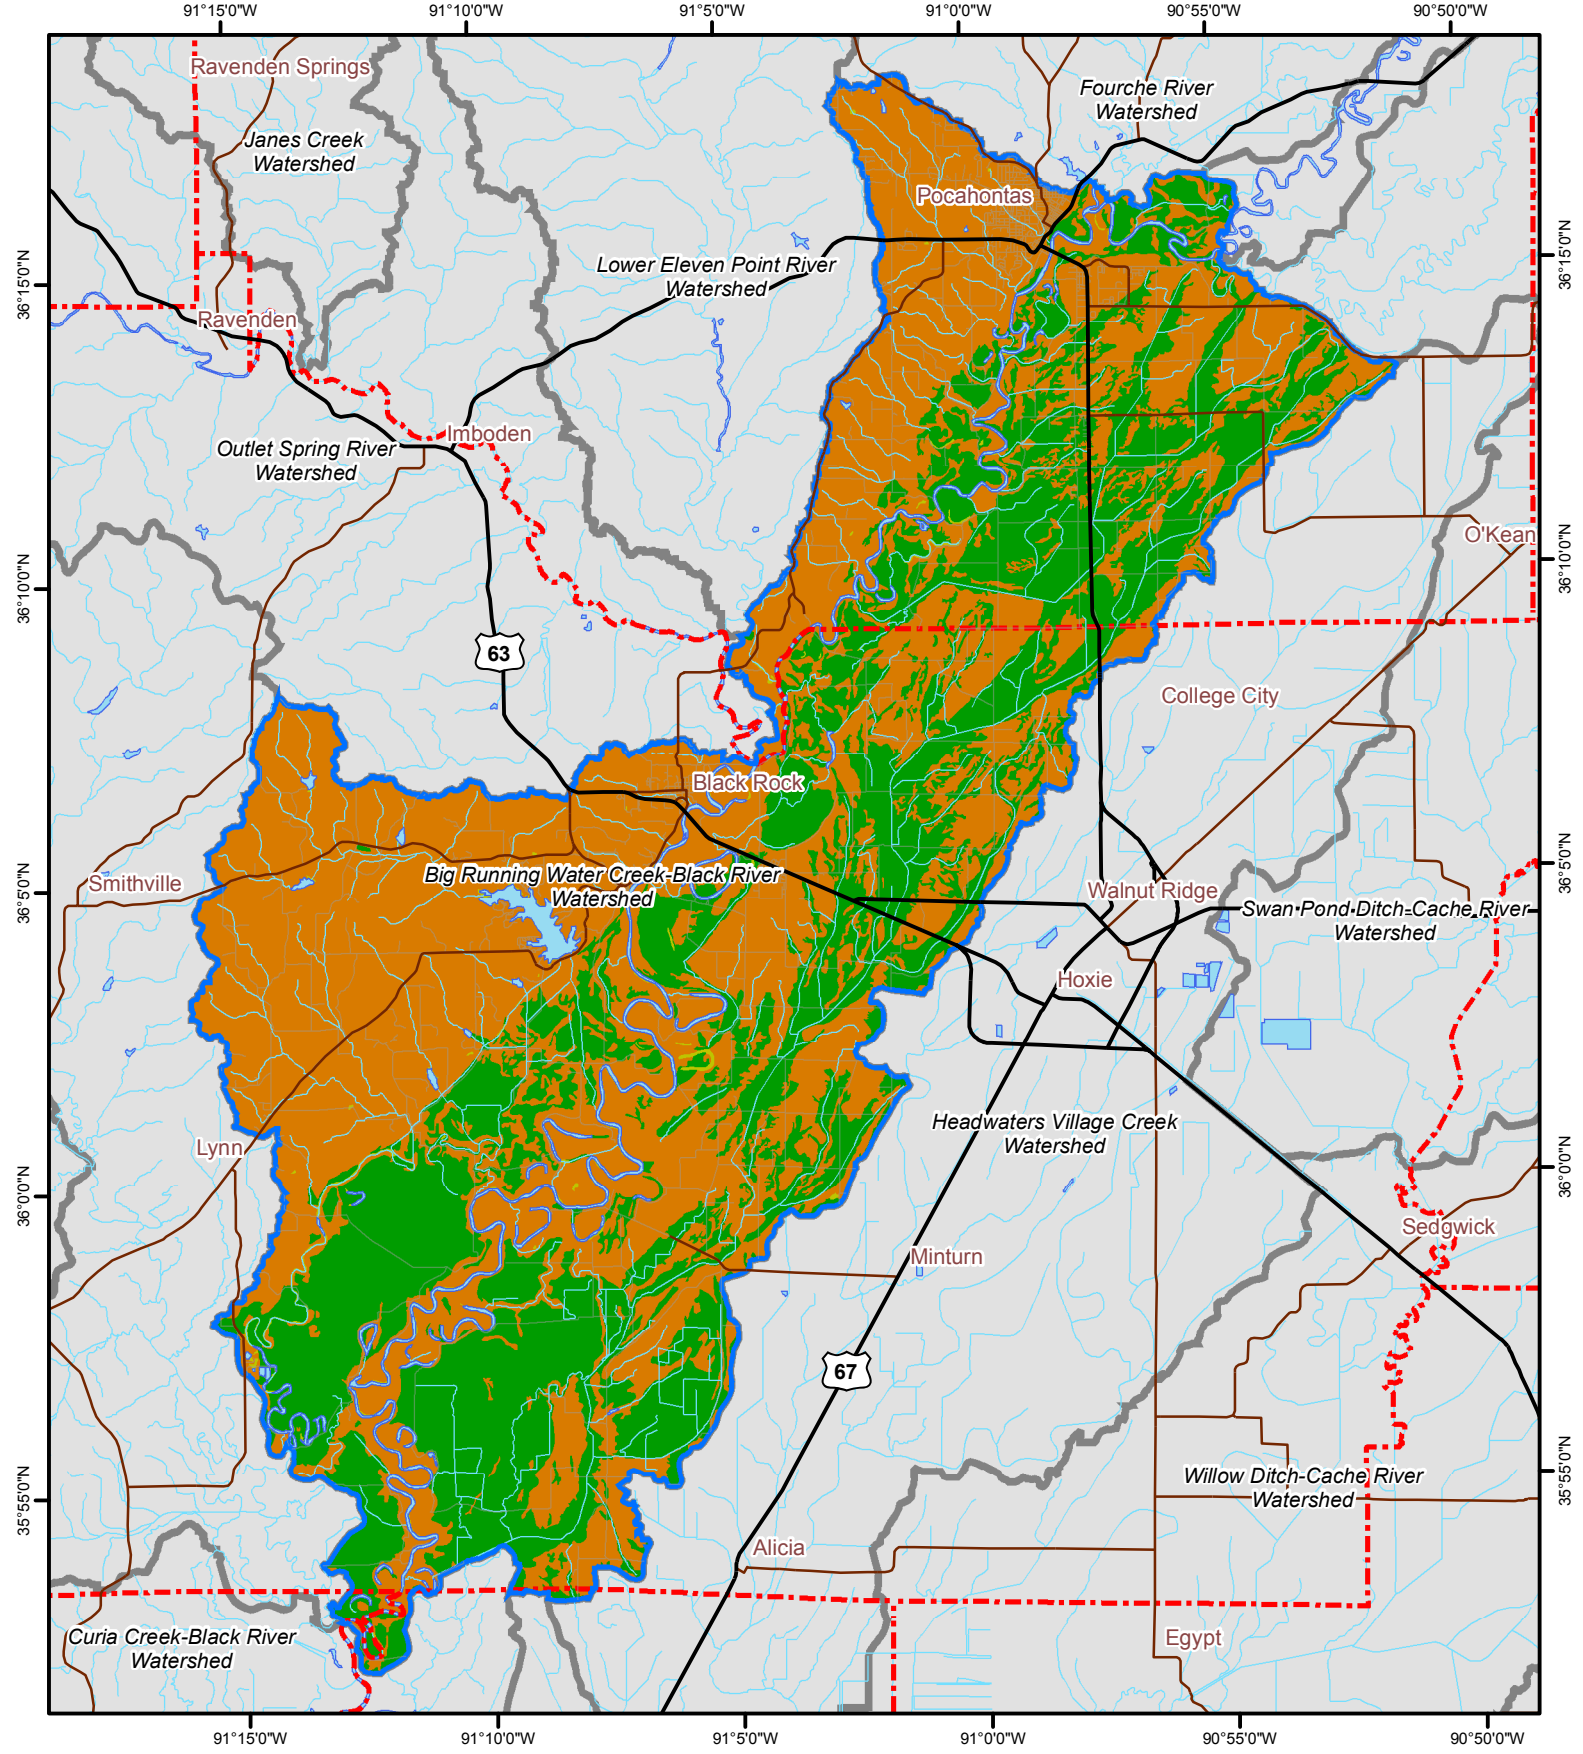 91°15'0"W
91°10'0"W
91°5'0"W
91°0'0"W
90°55'0"W
90°50'0"W
Ravenden Springs
Fourche River
Watershed
Janes Creek
Watershed
Pocahontas
36°15'0"N
36°15'0"N
Lower Eleven Point River
Watershed
Ravenden
Imboden
Outlet Spring River
Watershed
O'Kean
36°10'0"N
36°10'0"N
63
College City
Black Rock
36°5'0"N
36°5'0"N
Smithville
Big Running Water Creek-Black River
Watershed
Walnut Ridge
Swan Pond Ditch-Cache River
Watershed
Hoxie
Headwaters Village Creek
Watershed
Lynn
36°0'0"N
36°0'0"N
Sedgwick
Minturn
67
35°55'0"N
35°55'0"N
Willow Ditch-Cache River
Watershed
Alicia
Curia Creek-Black River
Watershed
Egypt
91°15'0"W
91°10'0"W
91°5'0"W
91°0'0"W
90°55'0"W
90°50'0"W